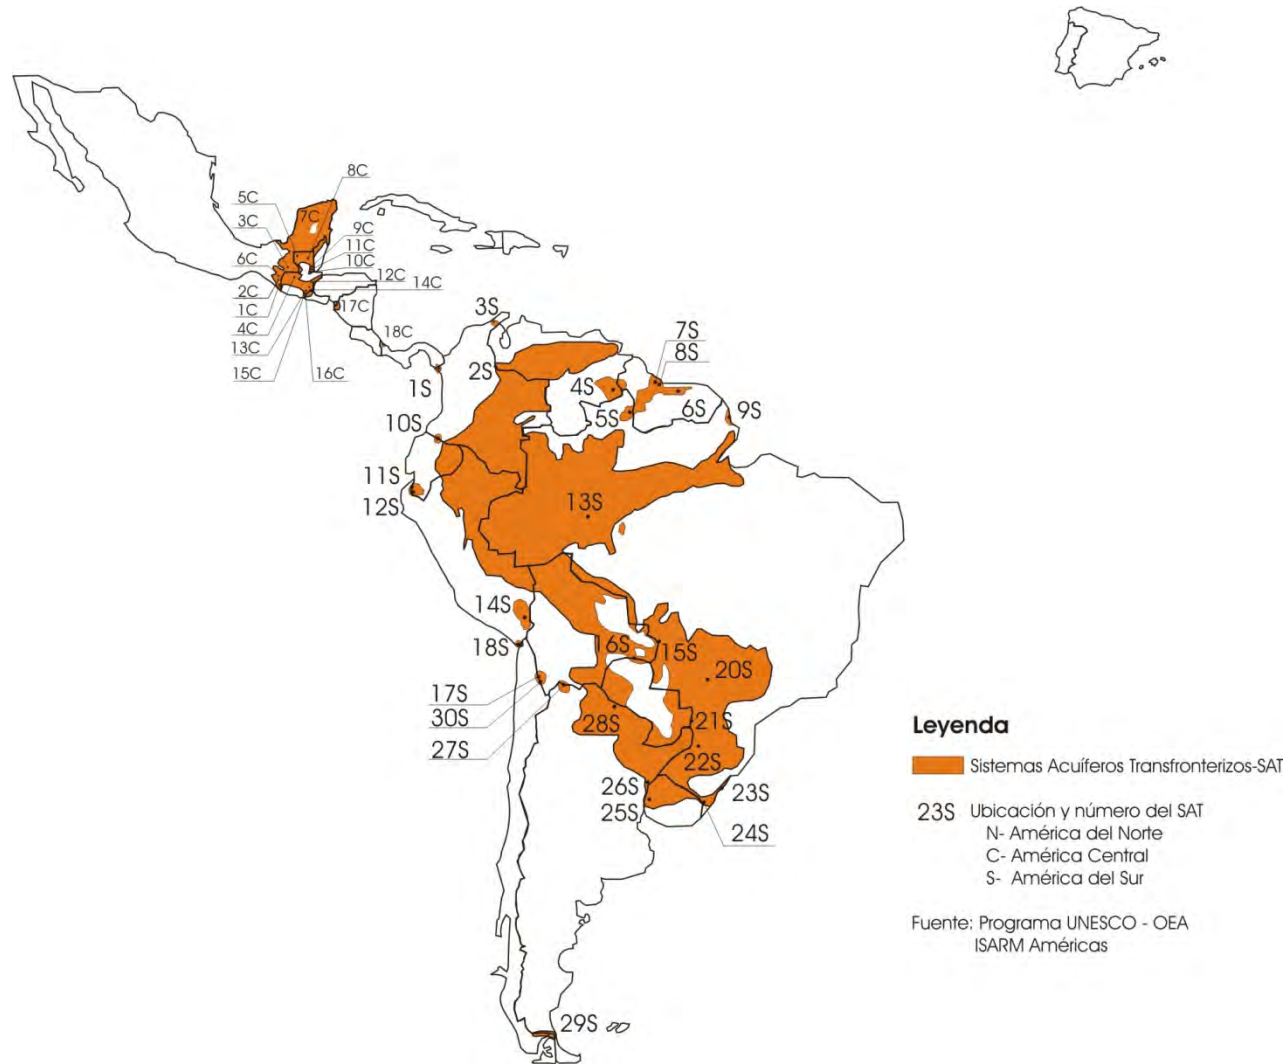 8C
5C
7C
3C
9C
11C
6C
10C
12C
2C
14C
1C
17C
4C
13C
18C
15C
16C
3S
7S
8S
2S
4S
1S
6S
5S
9S
10S
11S
12S
13S
14S
18S
16S
15S
20S
17S
30S
28S
21S
27S
22S
26S
23S
25S
24S
29S
Leyenda
Sistemas Acuíferos Transfronterizos-SAT
23S Ubicación y número del SAT
N- América del Norte
C- América Central
S- América del Sur
Fuente: Programa UNESCO - OEA
ISARM Américas